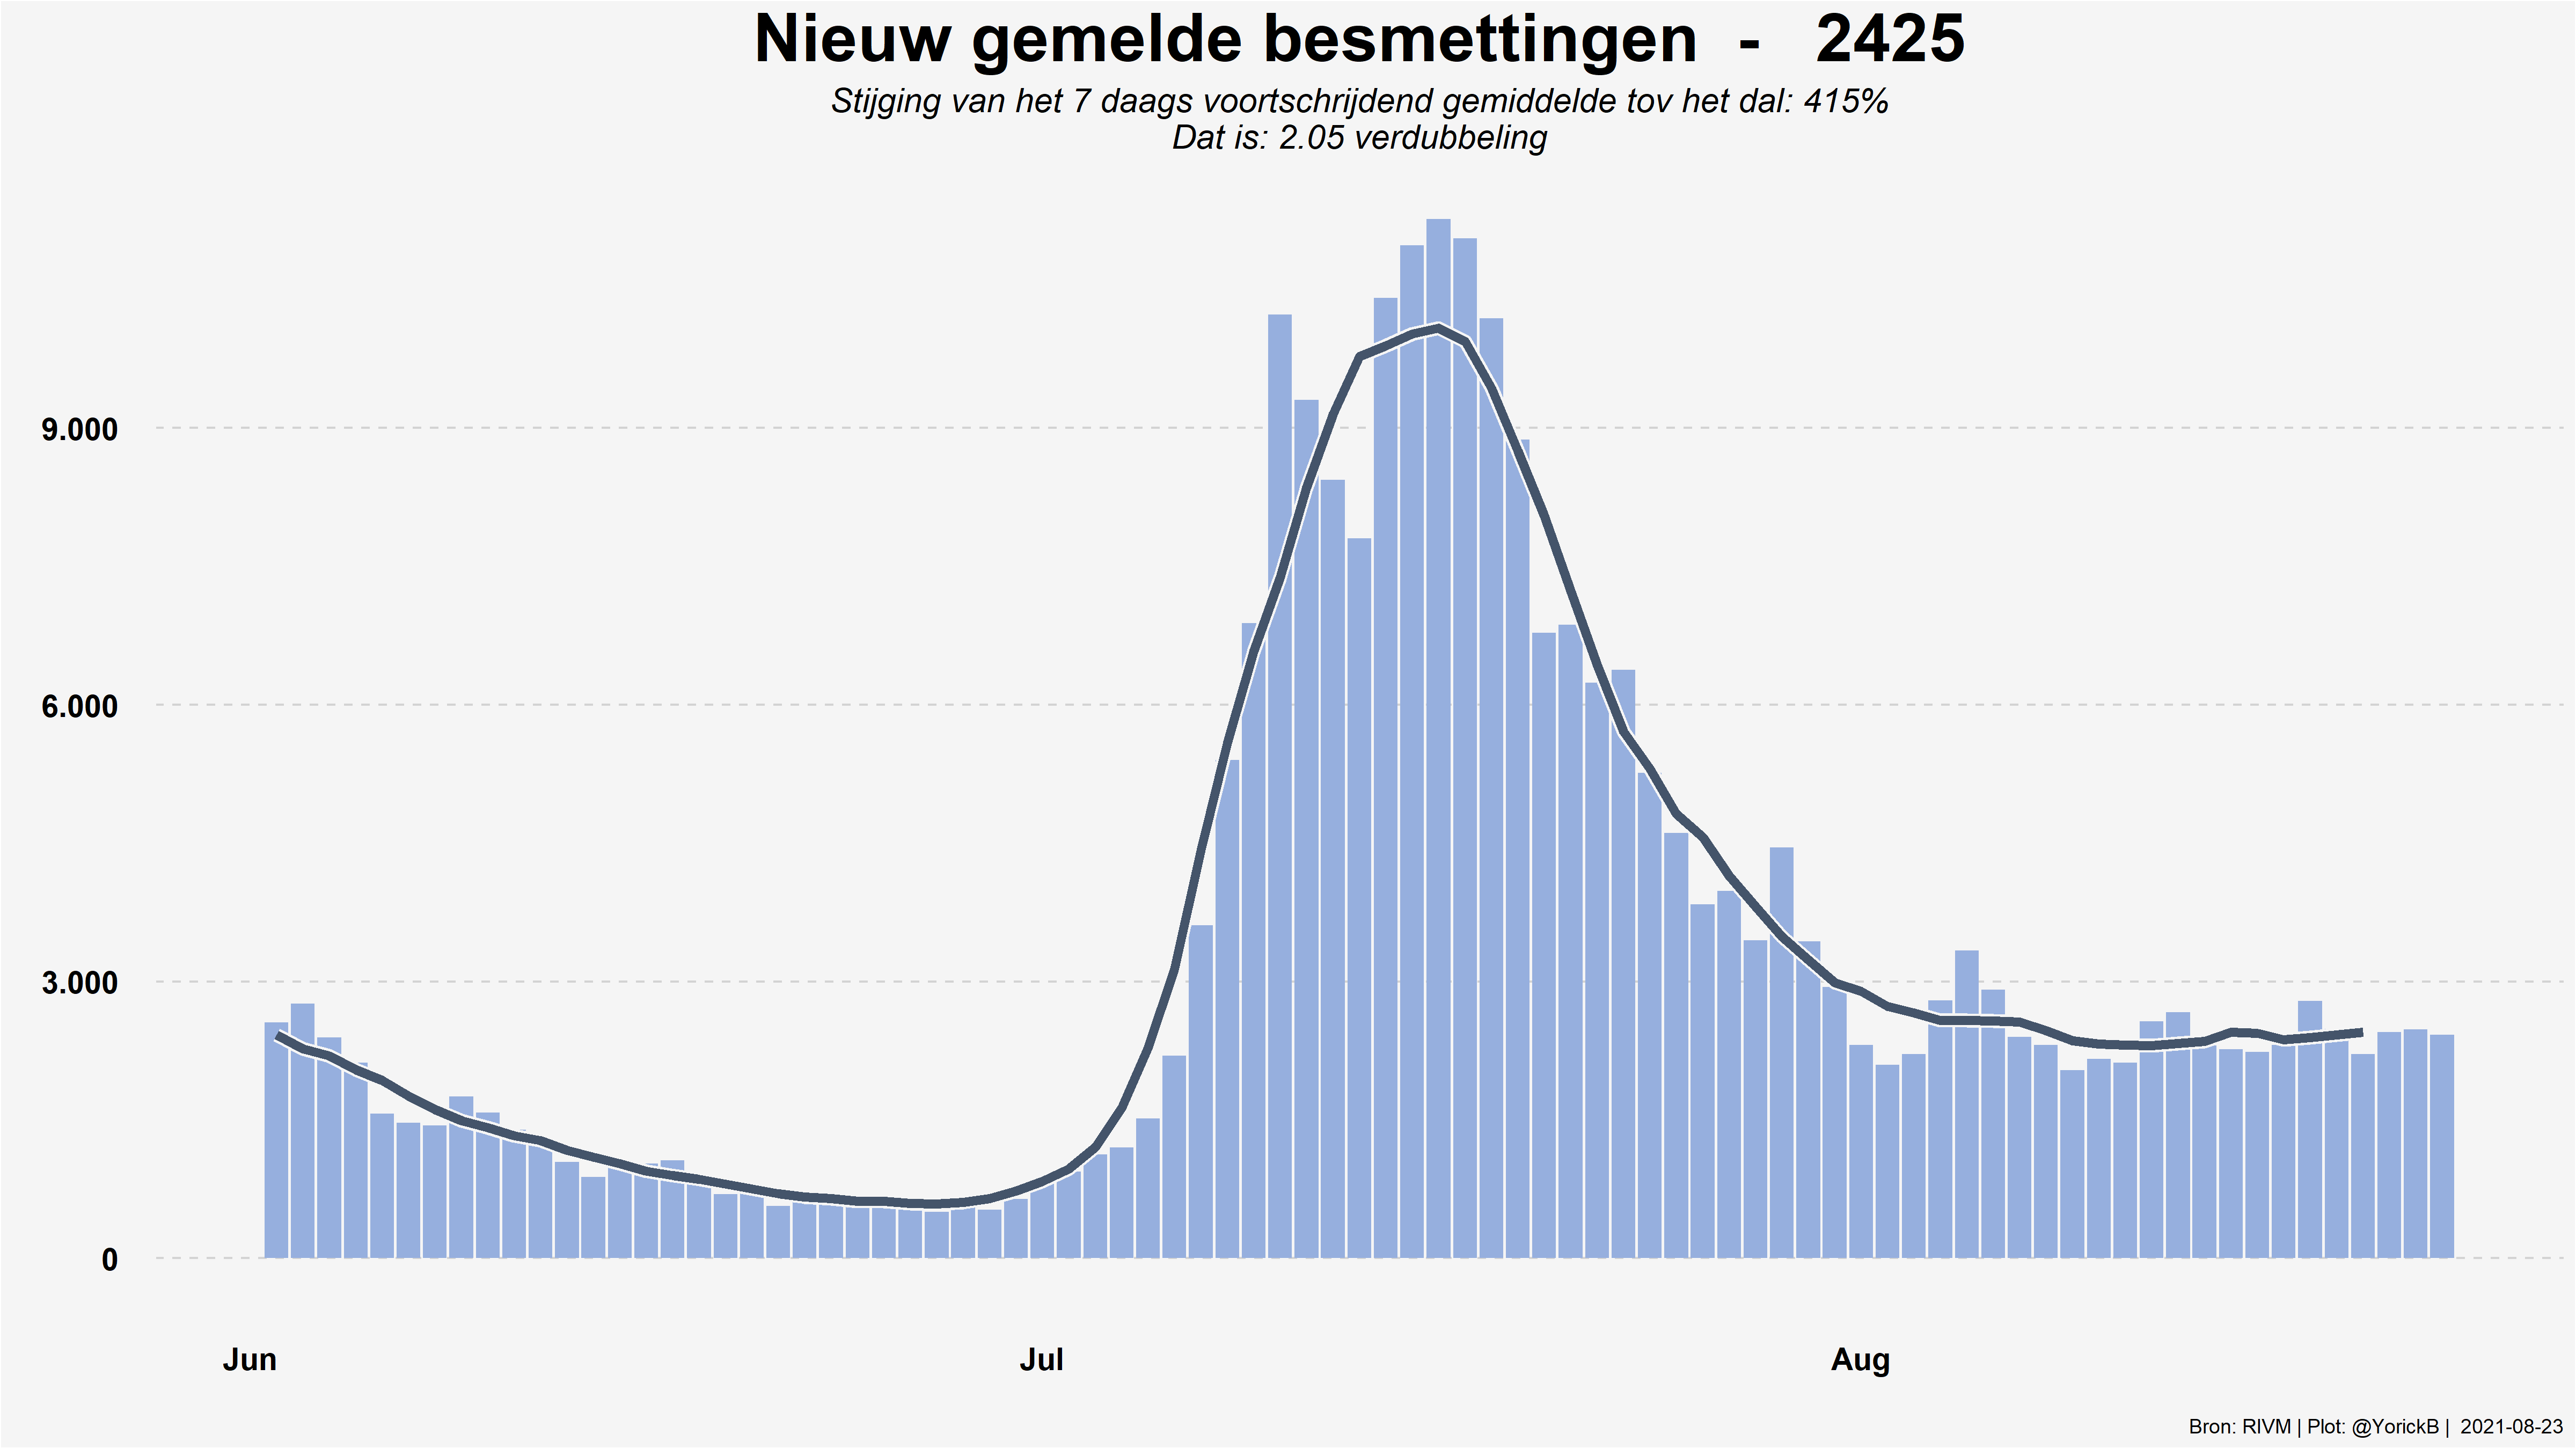 Nieuw gemelde besmettingen - 2425
Stijging van het 7 daags voortschrijdend gemiddelde tov het dal: 415%
Dat is: 2.05 verdubbeling
9.000
6.000
3.000
0
Jun Jul Aug
Bron: RIVM | Plot: @YorickB | 2021-08-23